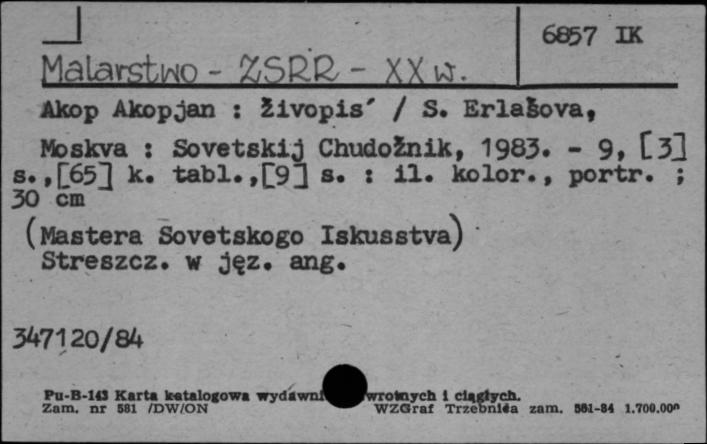 6857 IK
Malarstwo - ZSRR - XX w.
Akop Akopjan : Živopis´ / S. Erlašova,
Moskva : Sovetskij Chudožnik, 1983. - 9, [3]
s.,[65] k. tabl.,[9] s. : il. kolor., portr. ;
30 cm
(Mastera Sovetskogo Iskusstva)
Streszcz. w jęz. ang.
347120/84
Pu-B-143 Karta katalogowa wydawni wrotnych i ciągłych.
Zam. nr 581 /DW/ON WZGraf Trzebnica zam. 581-84 1.700.000